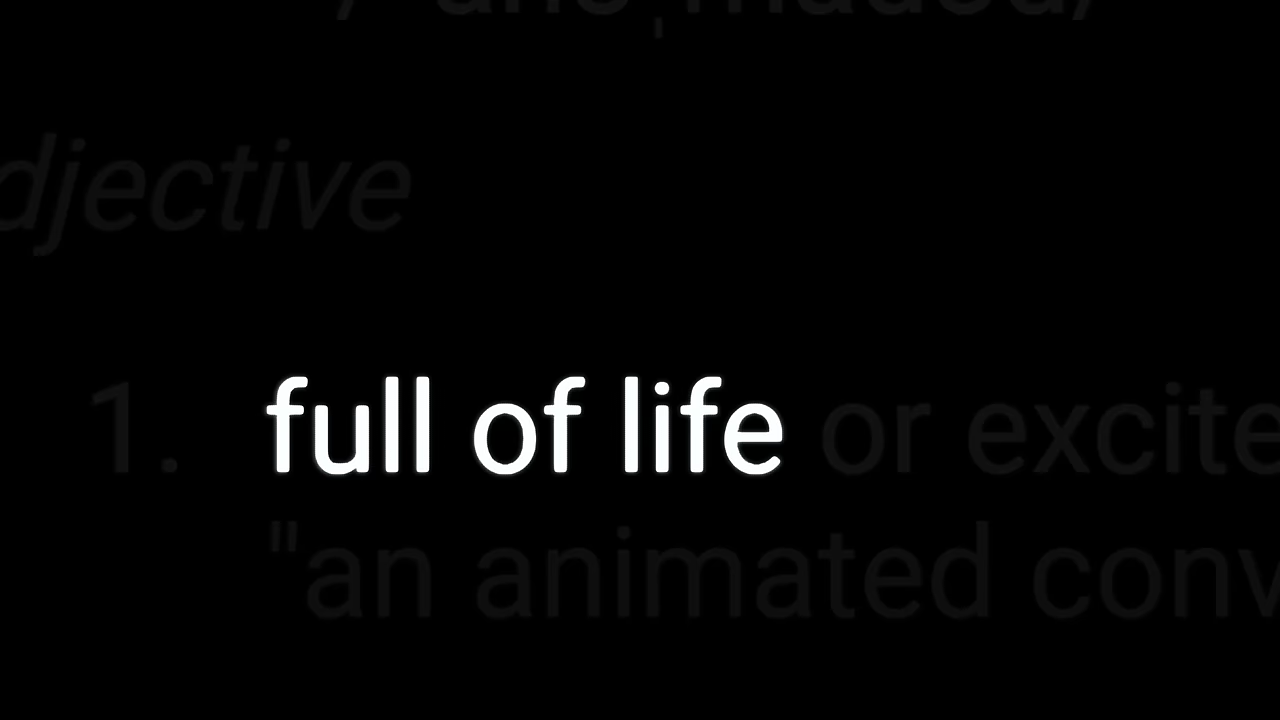 djective
1. full of life or excite
"an animated conv